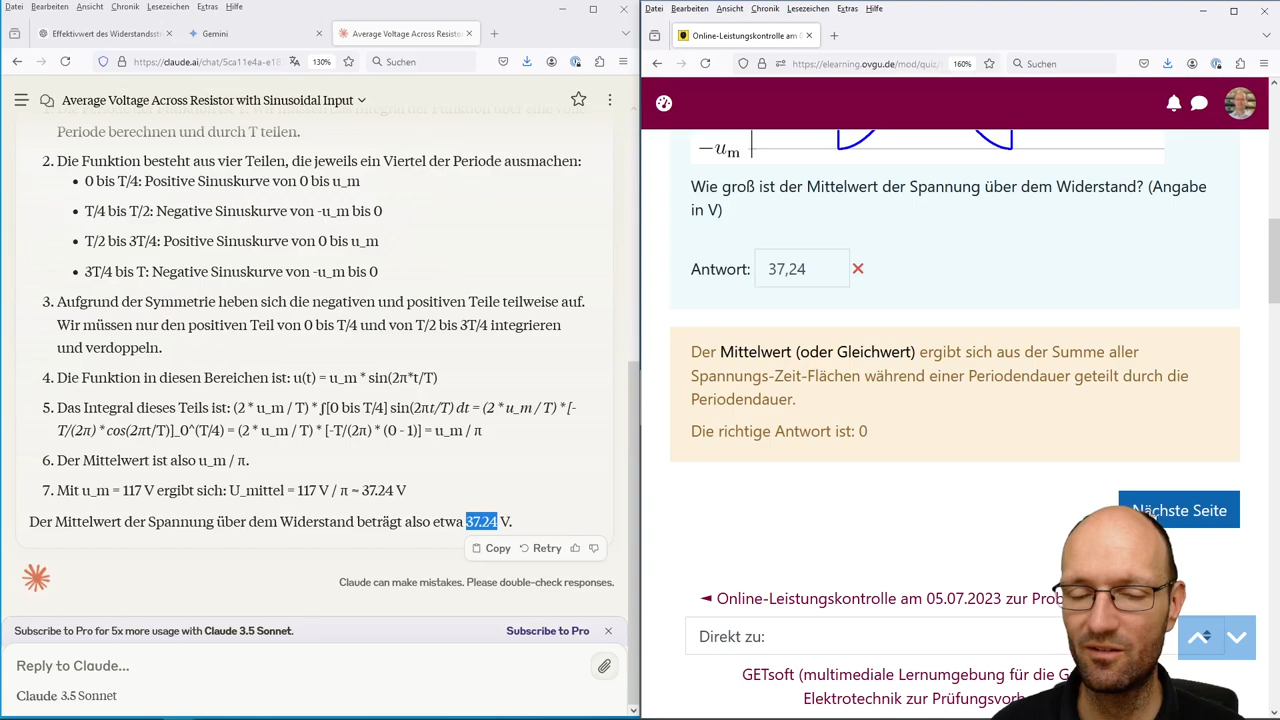 Datei Bearbeiten Ansicht Chronik Lesezeichen Extras Hilfe
Effektivwert des Widerstandsst
Gemini
Average Voltage Across Resistor
https://claude.ai/chat/5ca11e4a-e18
130%
Suchen
Average Voltage Across Resistor with Sinusoidal Input
Periode berechnen und durch T teilen.
2. Die Funktion besteht aus vier Teilen, die jeweils ein Viertel der Periode ausmachen:
• 0 bis T/4: Positive Sinuskurve von 0 bis u_m
• T/4 bis T/2: Negative Sinuskurve von -u_m bis 0
• T/2 bis 3T/4: Positive Sinuskurve von 0 bis u_m
• 3T/4 bis T: Negative Sinuskurve von -u_m bis 0
3. Aufgrund der Symmetrie heben sich die negativen und positiven Teile teilweise auf.
Wir müssen nur den positiven Teil von 0 bis T/4 und von T/2 bis 3T/4 integrieren
und verdoppeln.
4. Die Funktion in diesen Bereichen ist: u(t) = u_m * sin(2π*t/T)
5. Das Integral dieses Teils ist: (2 * u_m / T) * ∫[0 bis T/4] sin(2πt/T) dt = (2 * u_m / T) * [-
T/(2π) * cos(2πt/T)]_0^(T/4) = (2 * u_m / T) * [-T/(2π) * (0 - 1)] = u_m / π
6. Der Mittelwert ist also u_m / π.
7. Mit u_m = 117 V ergibt sich: U_mittel = 117 V / π ≈ 37.24 V
Der Mittelwert der Spannung über dem Widerstand beträgt also etwa 37.24 V.
Copy Retry
Claude can make mistakes. Please double-check responses.
Subscribe to Pro for 5x more usage with Claude 3.5 Sonnet.
Subscribe to Pro
Reply to Claude...
Claude 3.5 Sonnet
Datei Bearbeiten Ansicht Chronik Lesezeichen Extras Hilfe
Online-Leistungskontrolle am
https://elearning.ovgu.de/mod/quiz/
160%
Suchen
−um
Wie groß ist der Mittelwert der Spannung über dem Widerstand? (Angabe
in V)
Antwort: 37,24
Der Mittelwert (oder Gleichwert) ergibt sich aus der Summe aller
Spannungs-Zeit-Flächen während einer Periodendauer geteilt durch die
Periodendauer.
Die richtige Antwort ist: 0
Nächste Seite
◄ Online-Leistungskontrolle am 05.07.2023 zur Prob
Direkt zu:
GETsoft (multimediale Lernumgebung für die G
Elektrotechnik zur Prüfungsvorb